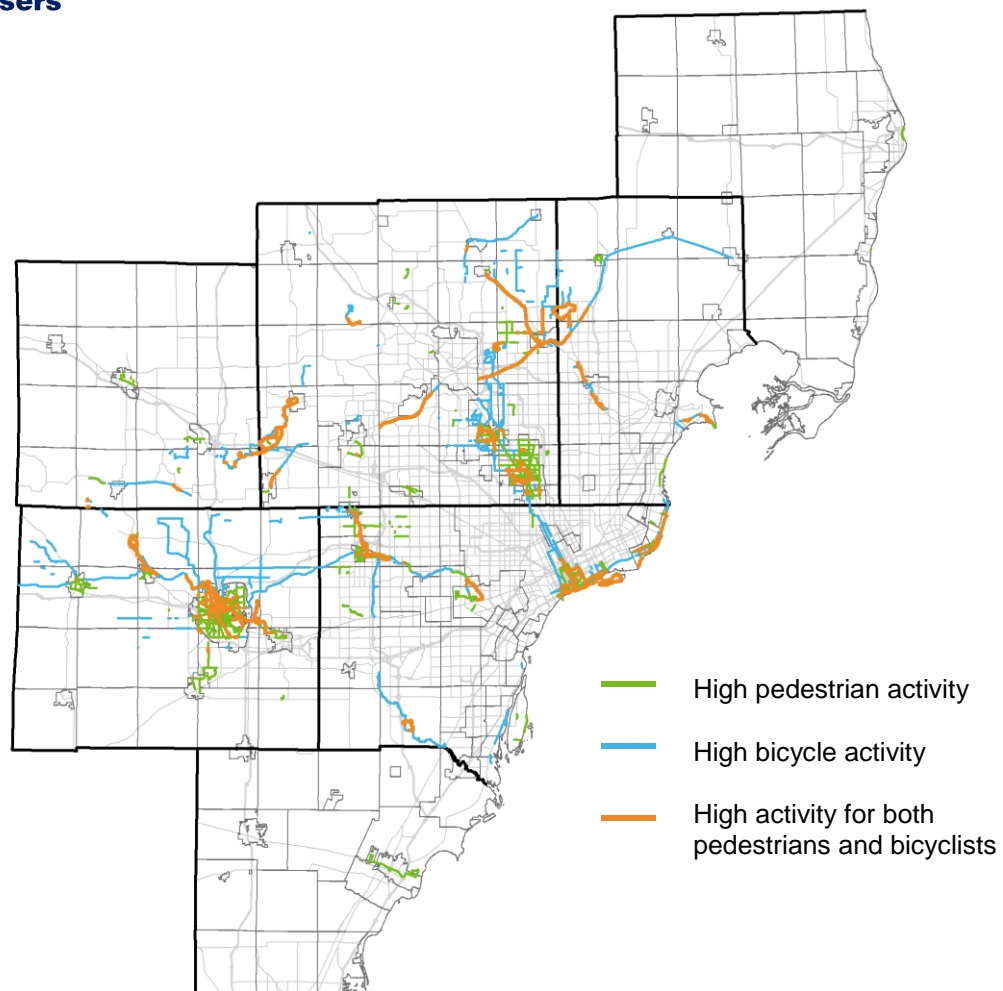 High pedestrian activity
High bicycle activity
High activity for both
pedestrians and bicyclists